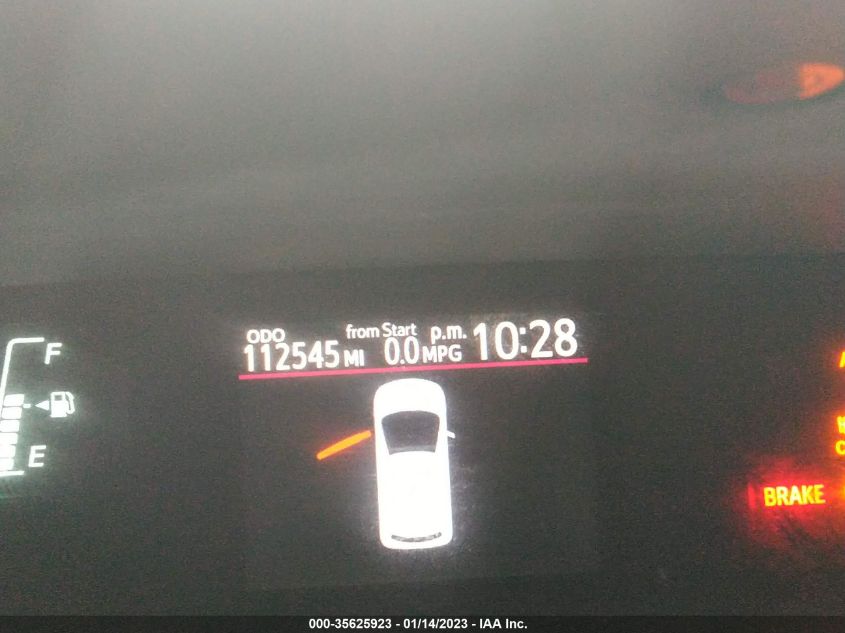 ODO from Start p.m. 10:28
112545 MI 0.0 MPG
F
E
BRAKE
000-35625923 - 01/14/2023 - IAA Inc.